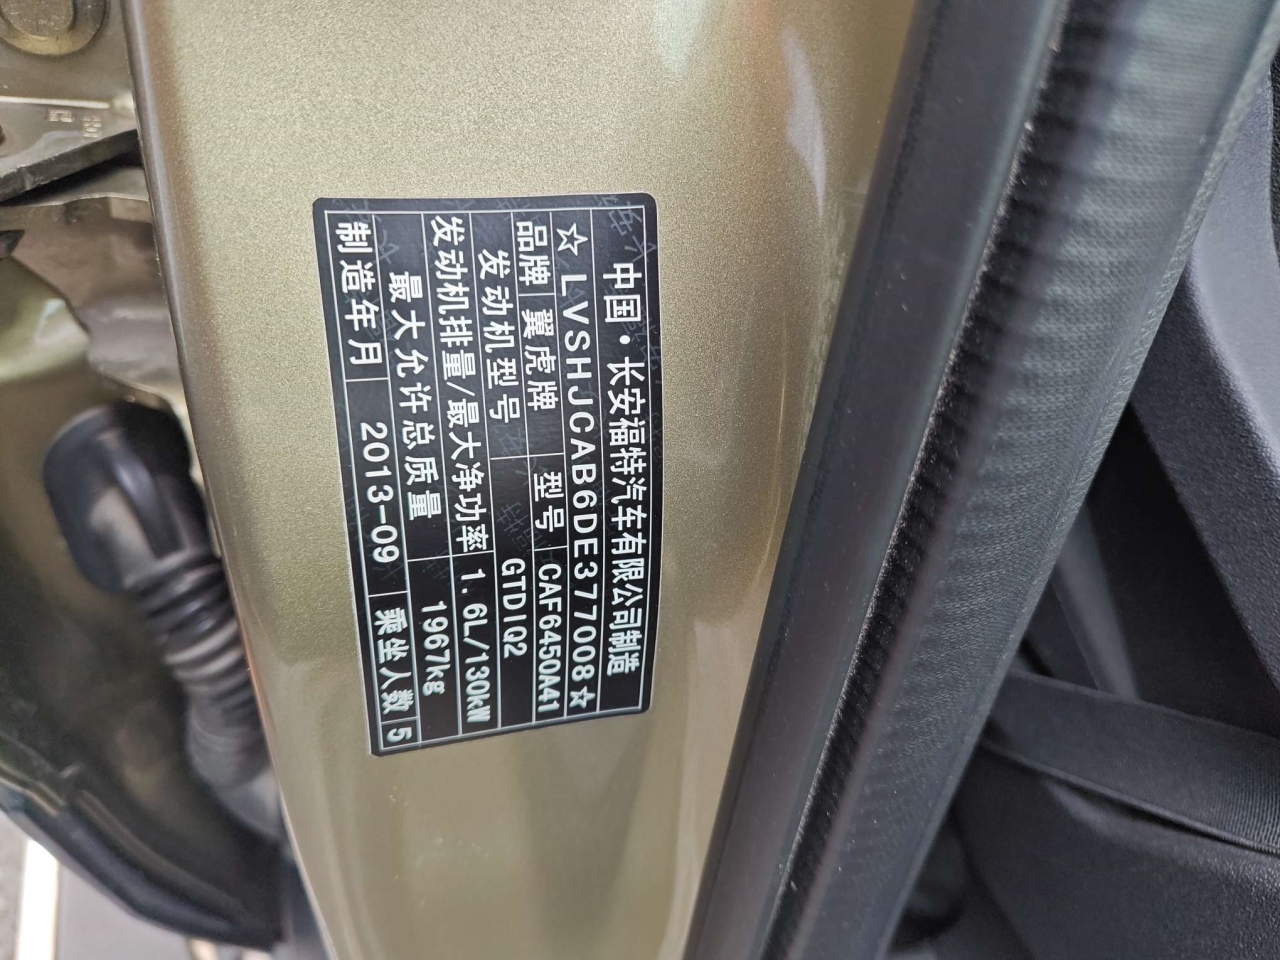 中国·长安福特汽车有限公司制造
☆LVSHJCAB6DE377008☆
品牌 翼虎牌 型号 CAF6450A41
发动机型号 GTDIQ2
发动机排量/最大净功率 1.6L/130kW
最大允许总质量 1967kg
制造年月 2013-09 乘坐人数 5